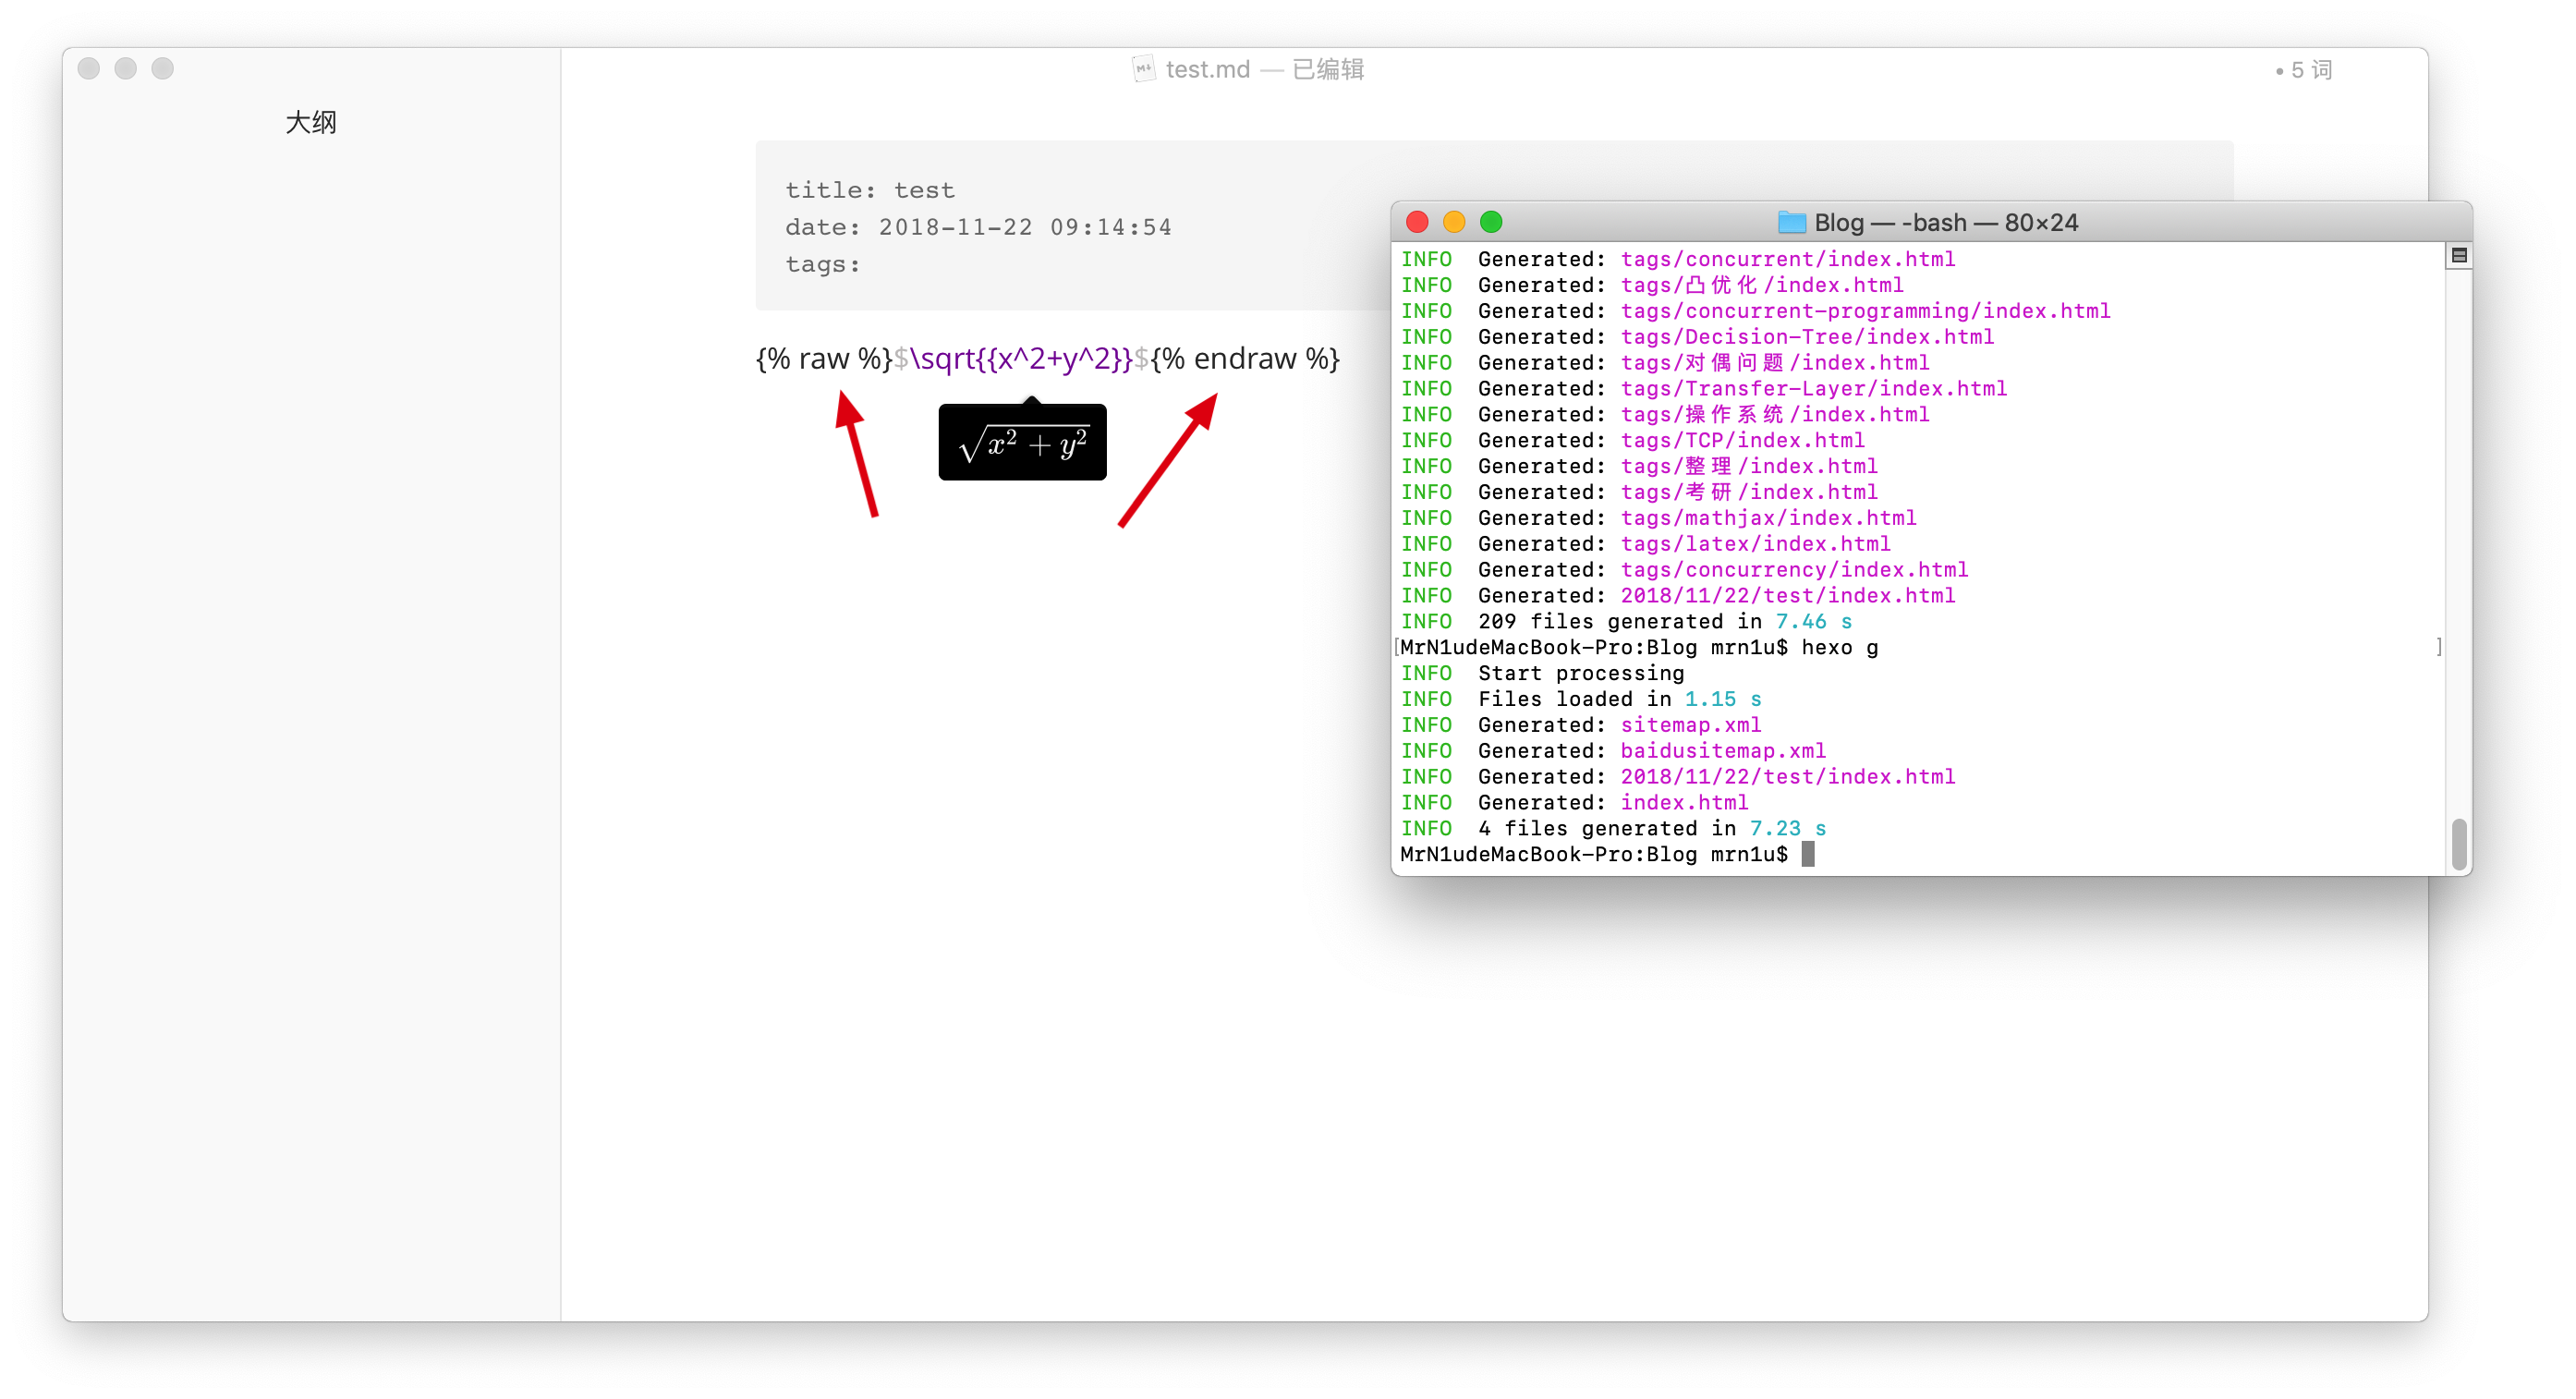 test.md — 已编辑
• 5 词
大纲
title: test
date: 2018-11-22 09:14:54
tags:
{% raw %}$\sqrt{{x^2+y^2}}${% endraw %}
√x² + y²
Blog — -bash — 80×24
INFO  Generated: tags/concurrent/index.html
INFO  Generated: tags/凸优化/index.html
INFO  Generated: tags/concurrent-programming/index.html
INFO  Generated: tags/Decision-Tree/index.html
INFO  Generated: tags/对偶问题/index.html
INFO  Generated: tags/Transfer-Layer/index.html
INFO  Generated: tags/操作系统/index.html
INFO  Generated: tags/TCP/index.html
INFO  Generated: tags/整理/index.html
INFO  Generated: tags/考研/index.html
INFO  Generated: tags/mathjax/index.html
INFO  Generated: tags/latex/index.html
INFO  Generated: tags/concurrency/index.html
INFO  Generated: 2018/11/22/test/index.html
INFO  209 files generated in 7.46 s
[MrN1udeMacBook-Pro:Blog mrn1u$ hexo g ]
INFO  Start processing
INFO  Files loaded in 1.15 s
INFO  Generated: sitemap.xml
INFO  Generated: baidusitemap.xml
INFO  Generated: 2018/11/22/test/index.html
INFO  Generated: index.html
INFO  4 files generated in 7.23 s
MrN1udeMacBook-Pro:Blog mrn1u$